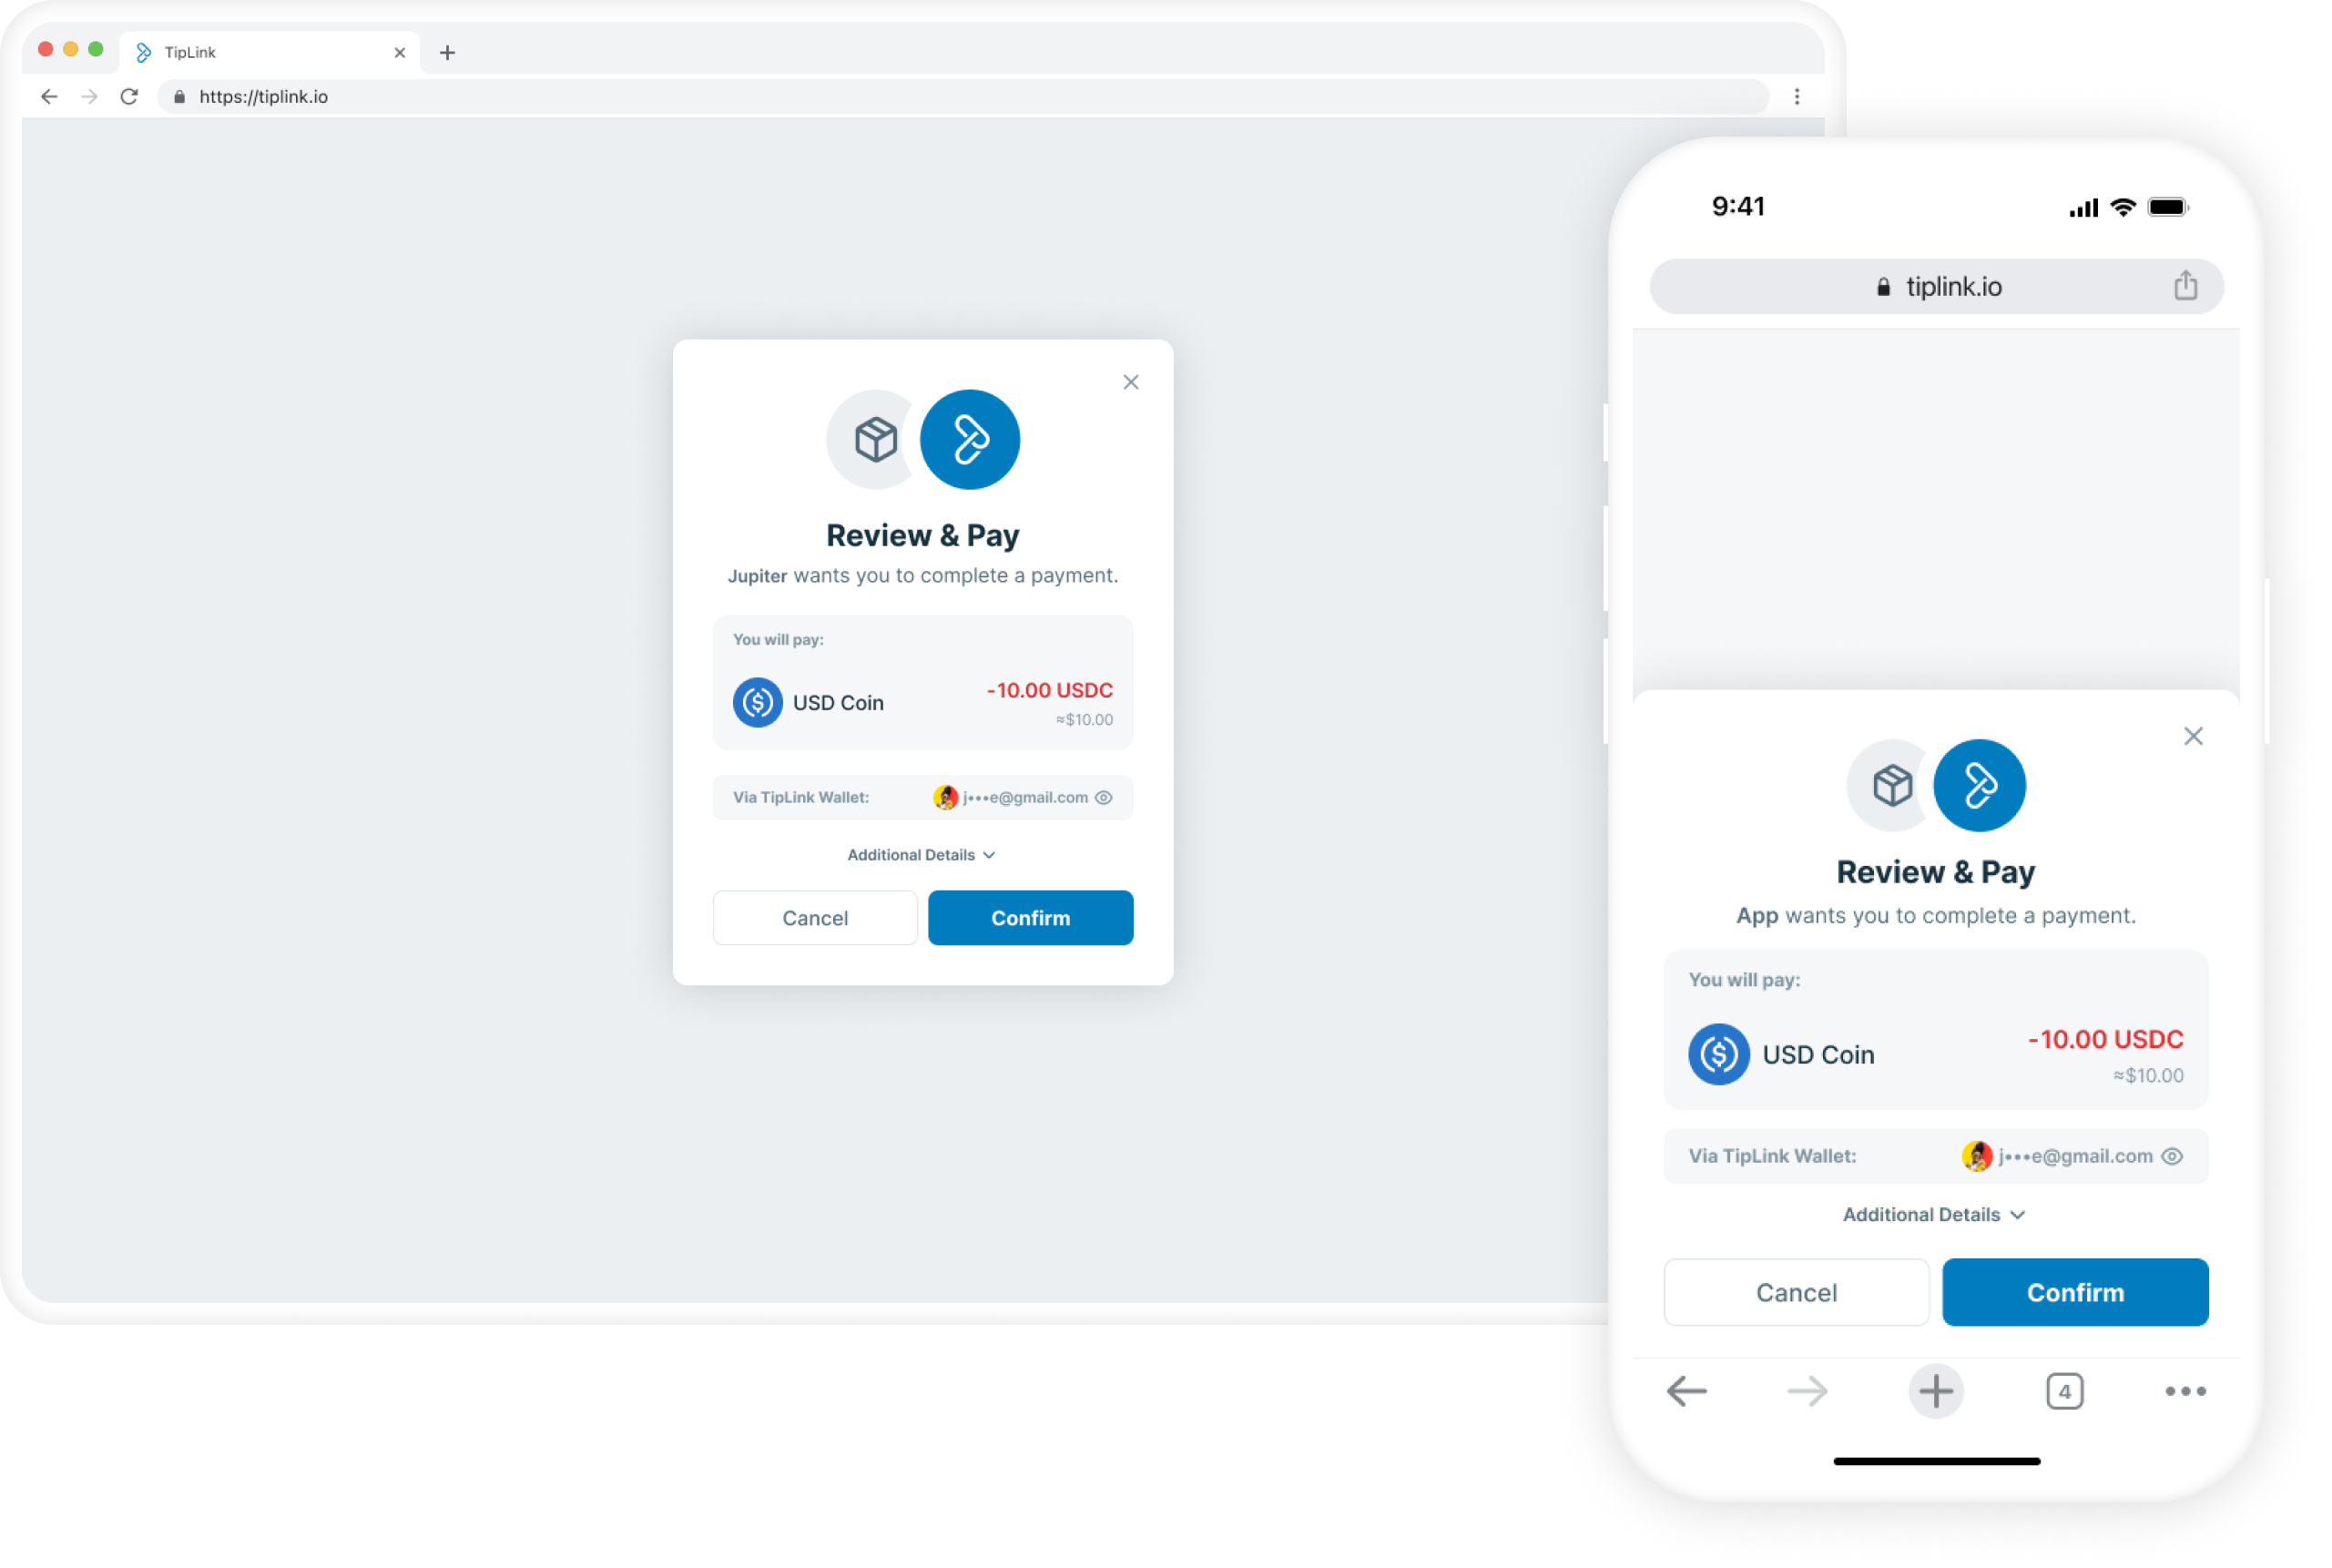 TipLink
https://tiplink.io
Review & Pay
Jupiter wants you to complete a payment.
You will pay:
USD Coin
-10.00 USDC
≈$10.00
Via TipLink Wallet:
j•••e@gmail.com
Additional Details
Cancel
Confirm
9:41
tiplink.io
Review & Pay
App wants you to complete a payment.
You will pay:
USD Coin
-10.00 USDC
≈$10.00
Via TipLink Wallet:
j•••e@gmail.com
Additional Details
Cancel
Confirm
4